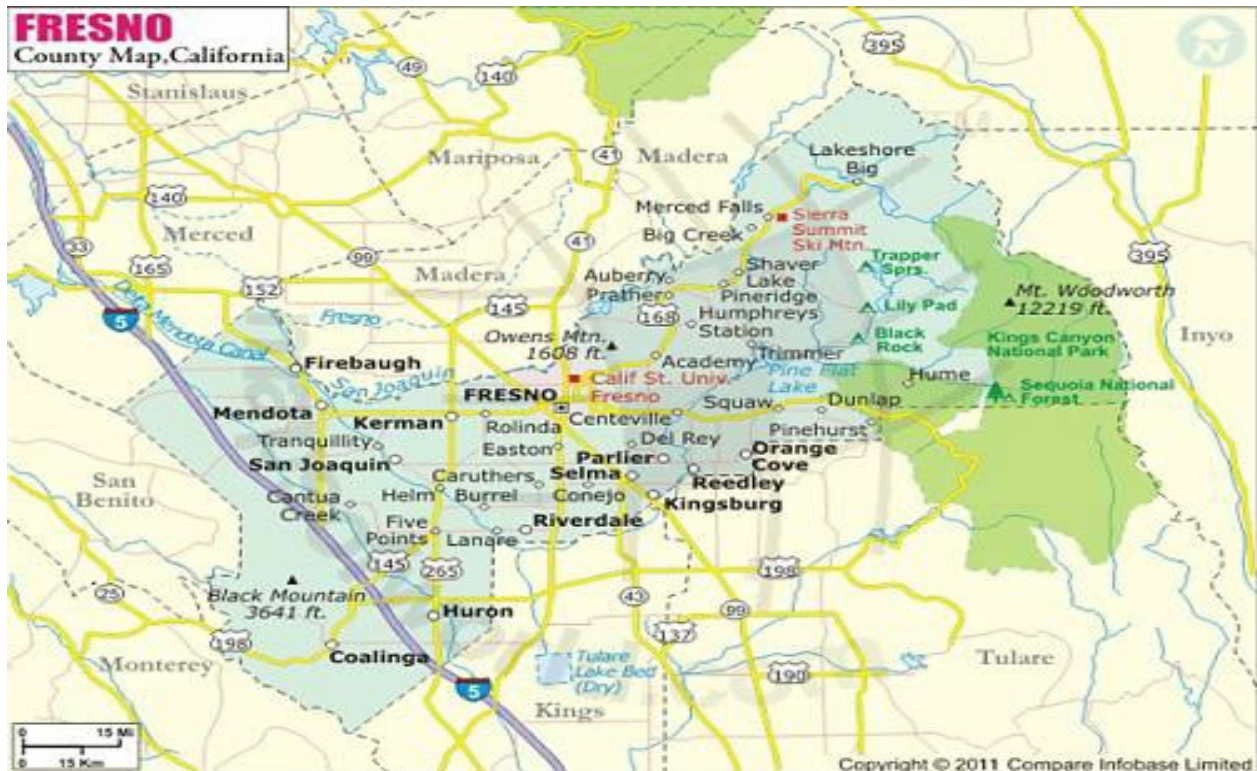 FRESNO
County Map,California
Stanislaus
49
140
395
N
41
Madera
Mariposa
Lakeshore
Big
140
Merced
33
165
99
41
Madera
Merced Falls
Big Creek
Sierra
Summit
Ski Mtn.
395
152
5
Delta Mendota Canal
Fresno
145
Auberry
Prather
168
Shaver
Lake
Pineridge
Humphreys
Station
Trapper
Sprs.
Lily Pad
Black
Rock
Mt. Woodworth
12219 ft.
Kings Canyon
National Park
Inyo
Owens Mtn.
1608 ft.
Academy
Trimmer
Pine Flat
Lake
Hume
Sequoia National
Forest
Firebaugh
San Joaquin
Calif St. Univ.
Fresno
FRESNO
Mendota
Kerman
Rolinda
Centeville
Squaw
Dunlap
Pinehurst
Tranquillity
San Joaquin
Easton
Del Rey
Parlier
Orange
Cove
Reedley
San
Benito
Cantua
Creek
Caruthers
Helm
Burrel
Conejo
Selma
Kingsburg
Five
Points
Lanare
Riverdale
145
265
198
Black Mountain
3641 ft.
25
Huron
43
99
137
198
Coalinga
Monterey
5
Tulare
Lake Bed
(Dry)
Kings
190
Tulare
0 15 Mi
0 15 Km
Copyright © 2011 Compare Infobase Limited